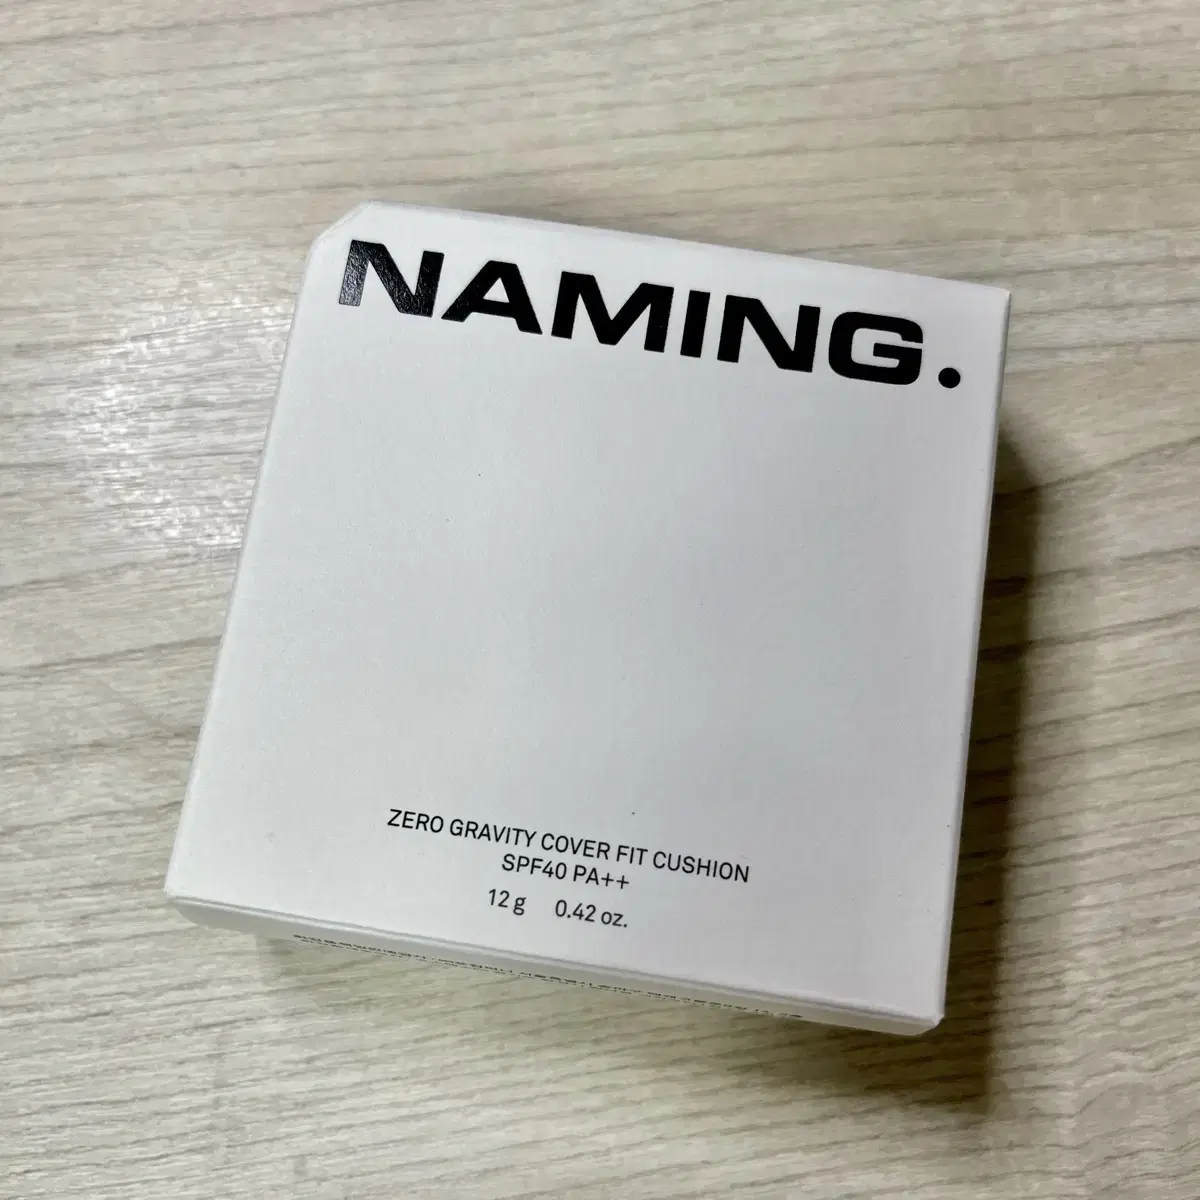 NAMING.
ZERO GRAVITY COVER FIT CUSHION
SPF40 PA++
12 g 0.42 oz.